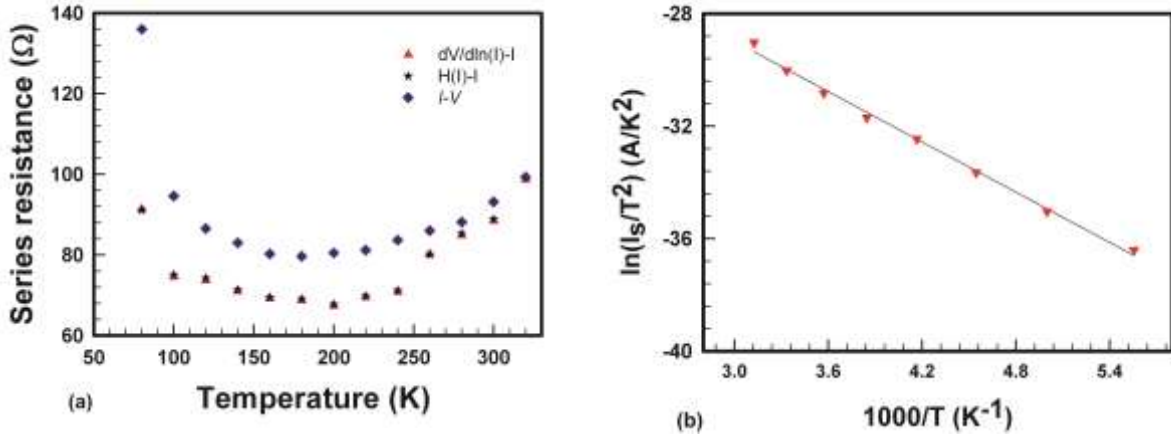 140
120
100
80
60
50
100
150
200
250
300
Series resistance (Ω)
Temperature (K)
dV/dln(I)-I
H(I)-I
I-V
(a)
-28
-32
-36
-40
3.0
3.6
4.2
4.8
5.4
ln(Is/T²) (A/K²)
1000/T (K⁻¹)
(b)